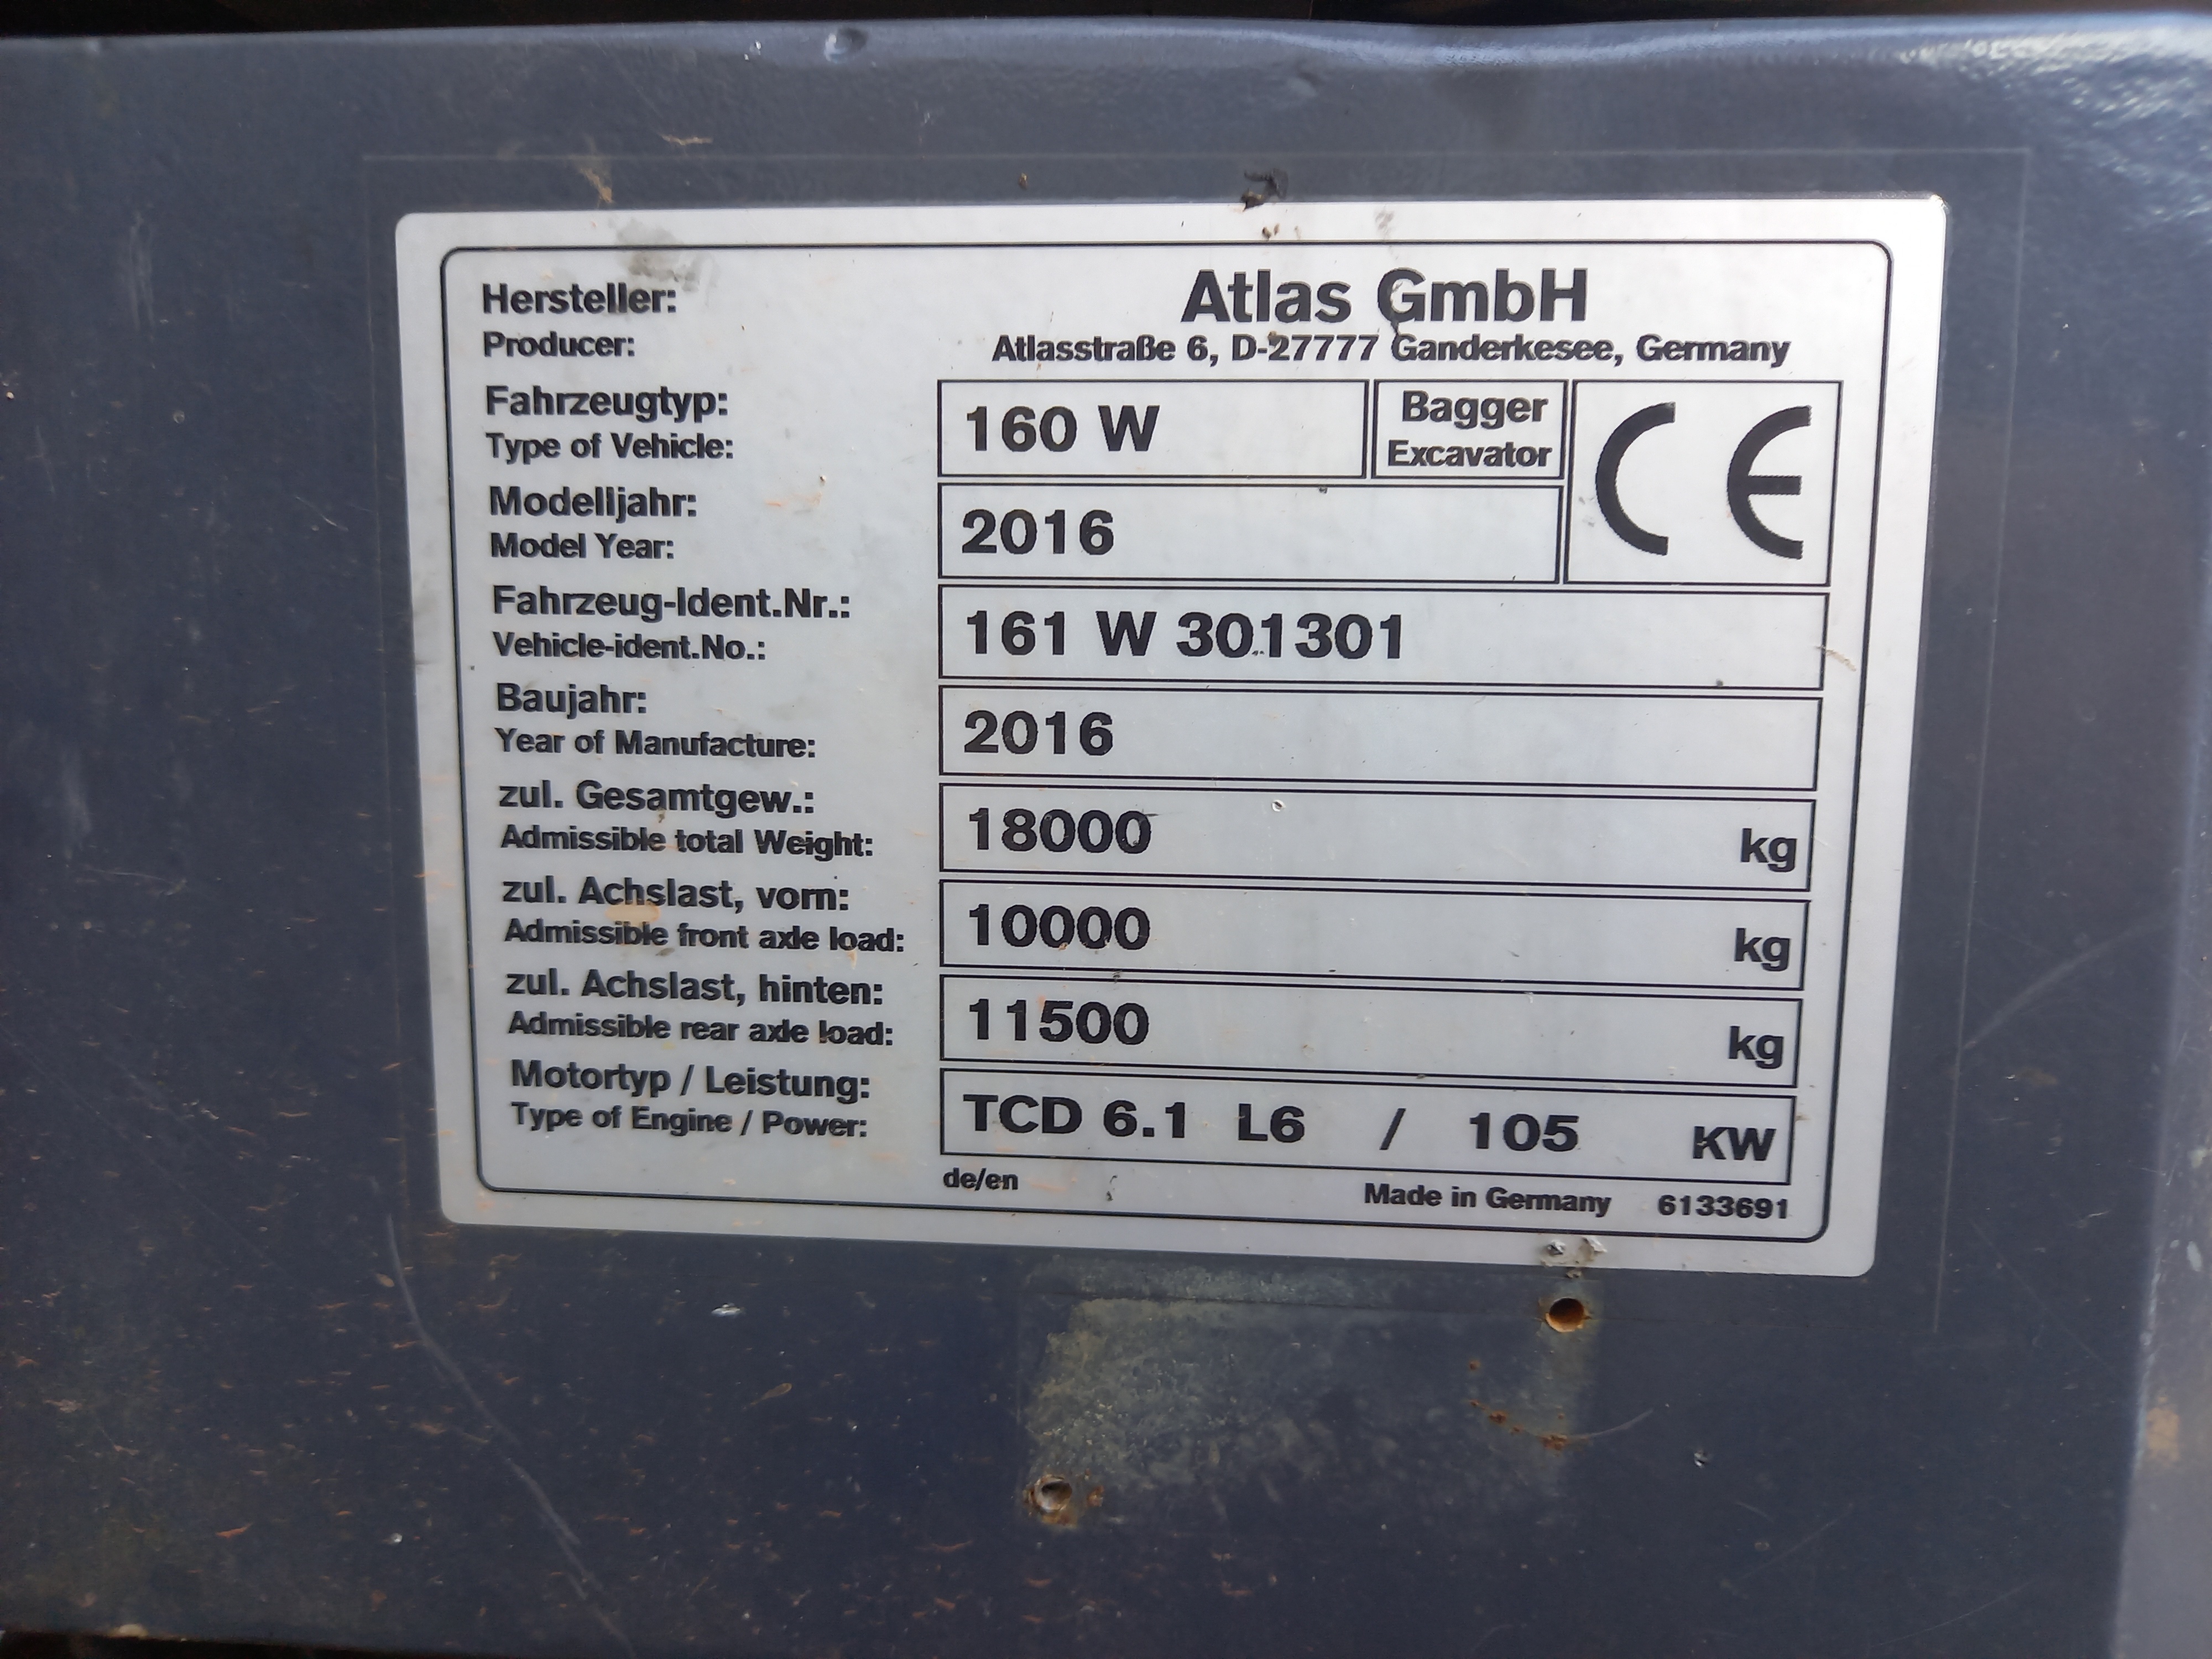 Hersteller: Atlas GmbH
Producer: Atlasstraße 6, D-27777 Ganderkesee, Germany
Fahrzeugtyp: 160 W Bagger CE
Type of Vehicle: Excavator
Modelljahr: 2016
Model Year:
Fahrzeug-Ident.Nr.: 161 W 301301
Vehicle-ident.No.:
Baujahr: 2016
Year of Manufacture:
zul. Gesamtgew.: 18000 kg
Admissible total Weight:
zul. Achslast, vorn: 10000 kg
Admissible front axle load:
zul. Achslast, hinten: 11500 kg
Admissible rear axle load:
Motortyp / Leistung: TCD 6.1 L6 / 105 KW
Type of Engine / Power:
de/en Made in Germany 6133691